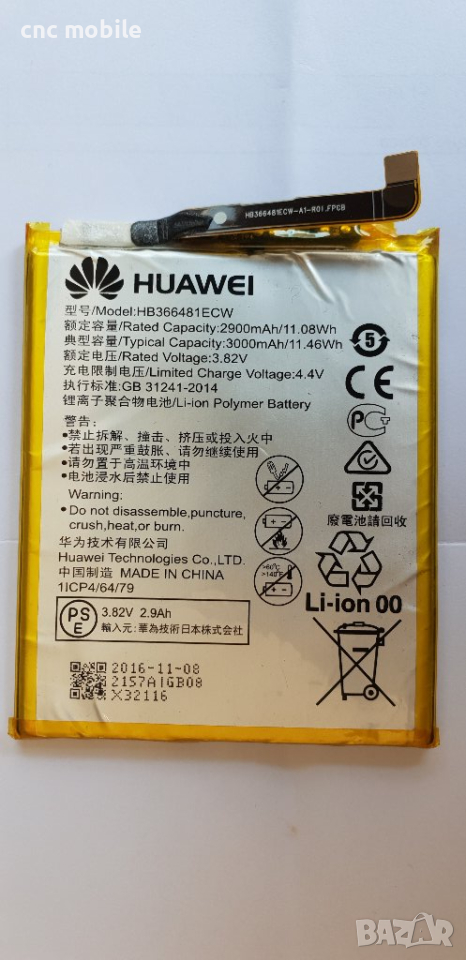 cnc mobile
HB366481ECW-A1-R01.FPCB
HUAWEI
型号/Model:HB366481ECW
额定容量/Rated Capacity:2900mAh/11.08Wh
典型容量/Typical Capacity:3000mAh/11.46Wh
额定电压/Rated Voltage:3.82V
充电限制电压/Limited Charge Voltage:4.4V
执行标准:GB 31241-2014
锂离子聚合物电池/Li-ion Polymer Battery
5
警告:
•禁止拆解、撞击、挤压或投入火中
•若出现严重鼓胀、请勿继续使用
•请勿置于高温环境中
•电池浸水后禁止使用
Warning:
•Do not disassemble,puncture,
crush,heat,or burn.
华为技术有限公司
Huawei Technologies Co.,LTD.
中国制造 MADE IN CHINA
1ICP4/64/79
>60℃
>140℉
廢電池請回收
Li-ion 00
PSE
3.82V 2.9Ah
輸入元:華為技術日本株式会社
2016-11-08
2157AIGB08
X32116
BAZAR